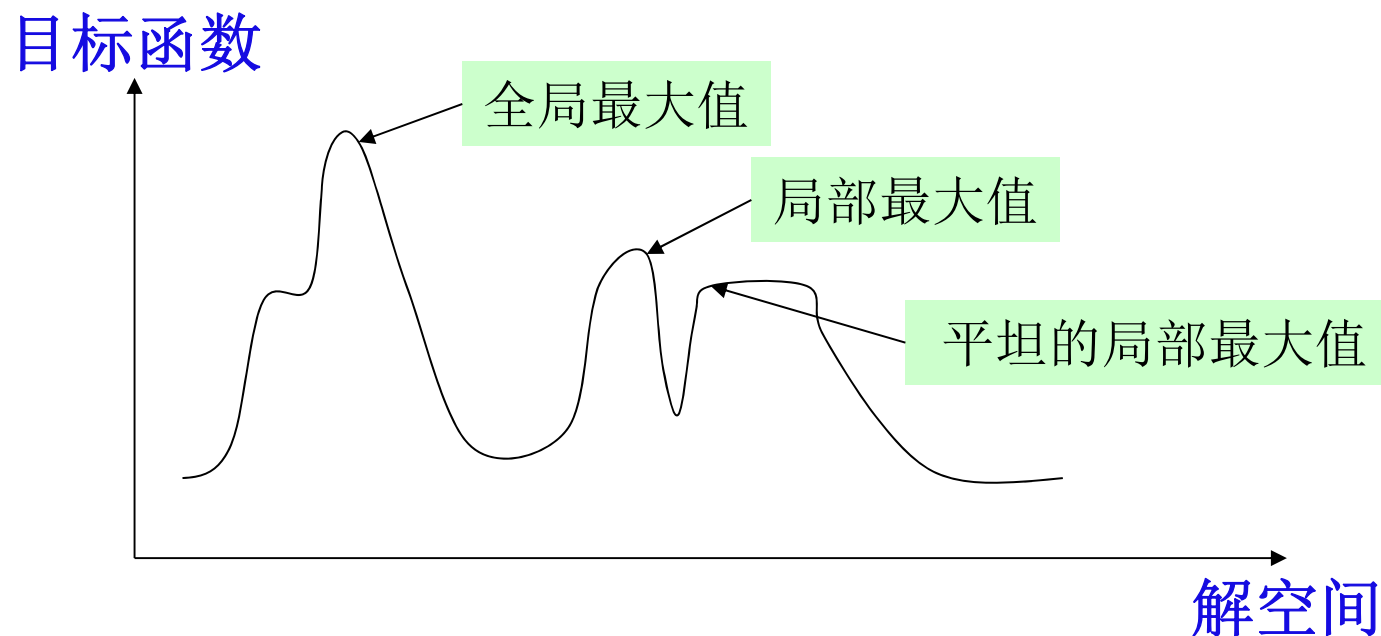 目标函数
全局最大值
局部最大值
平坦的局部最大值
解空间